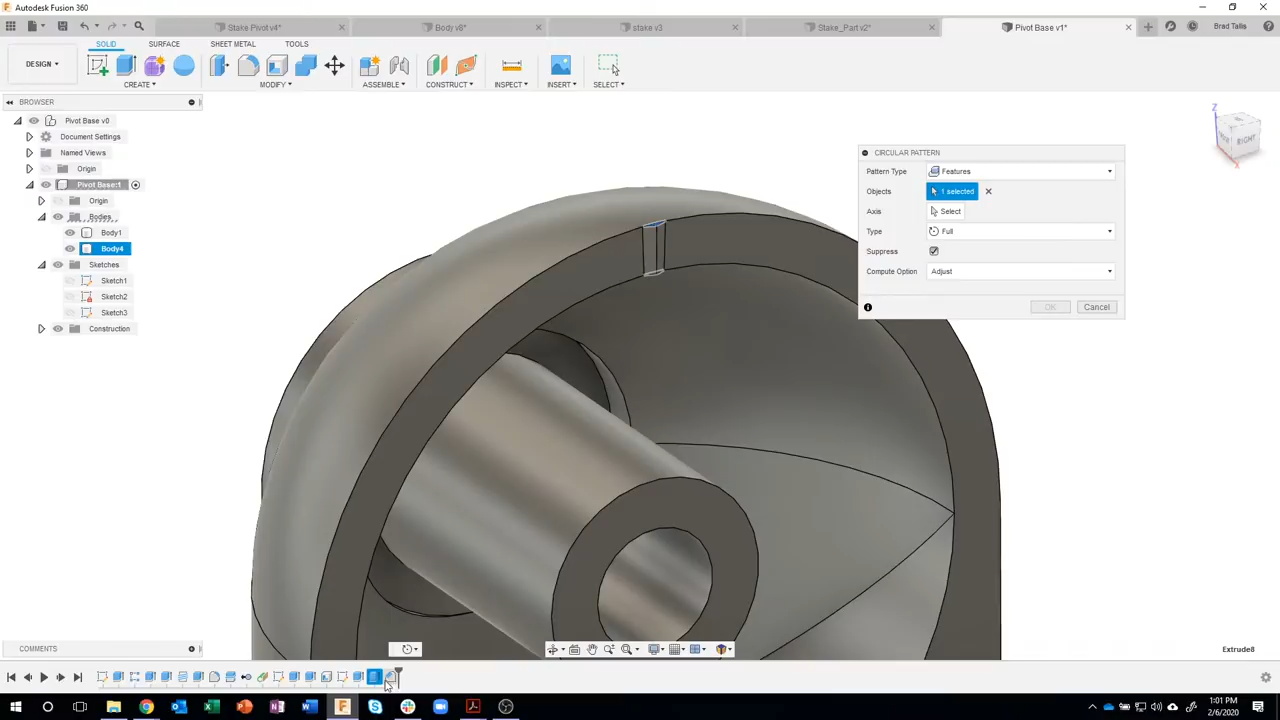 Autodesk Fusion 360
Stake Pivot v4*
Body v8*
stake v3
Stake_Part v2*
Pivot Base v1*
Brad Tallis
SOLID
SURFACE
SHEET METAL
TOOLS
DESIGN
CREATE
MODIFY
ASSEMBLE
CONSTRUCT
INSPECT
INSERT
SELECT
BROWSER
Pivot Base v0
Document Settings
Named Views
Origin
Pivot Base:1
Origin
Bodies
Body1
Body4
Sketches
Sketch1
Sketch2
Sketch3
Construction
Z
RIGHT
CIRCULAR PATTERN
Pattern Type
Features
Objects
1 selected
Axis
Select
Type
Full
Suppress
Compute Option
Adjust
OK
Cancel
COMMENTS
Extrude8
1:01 PM
2/6/2020